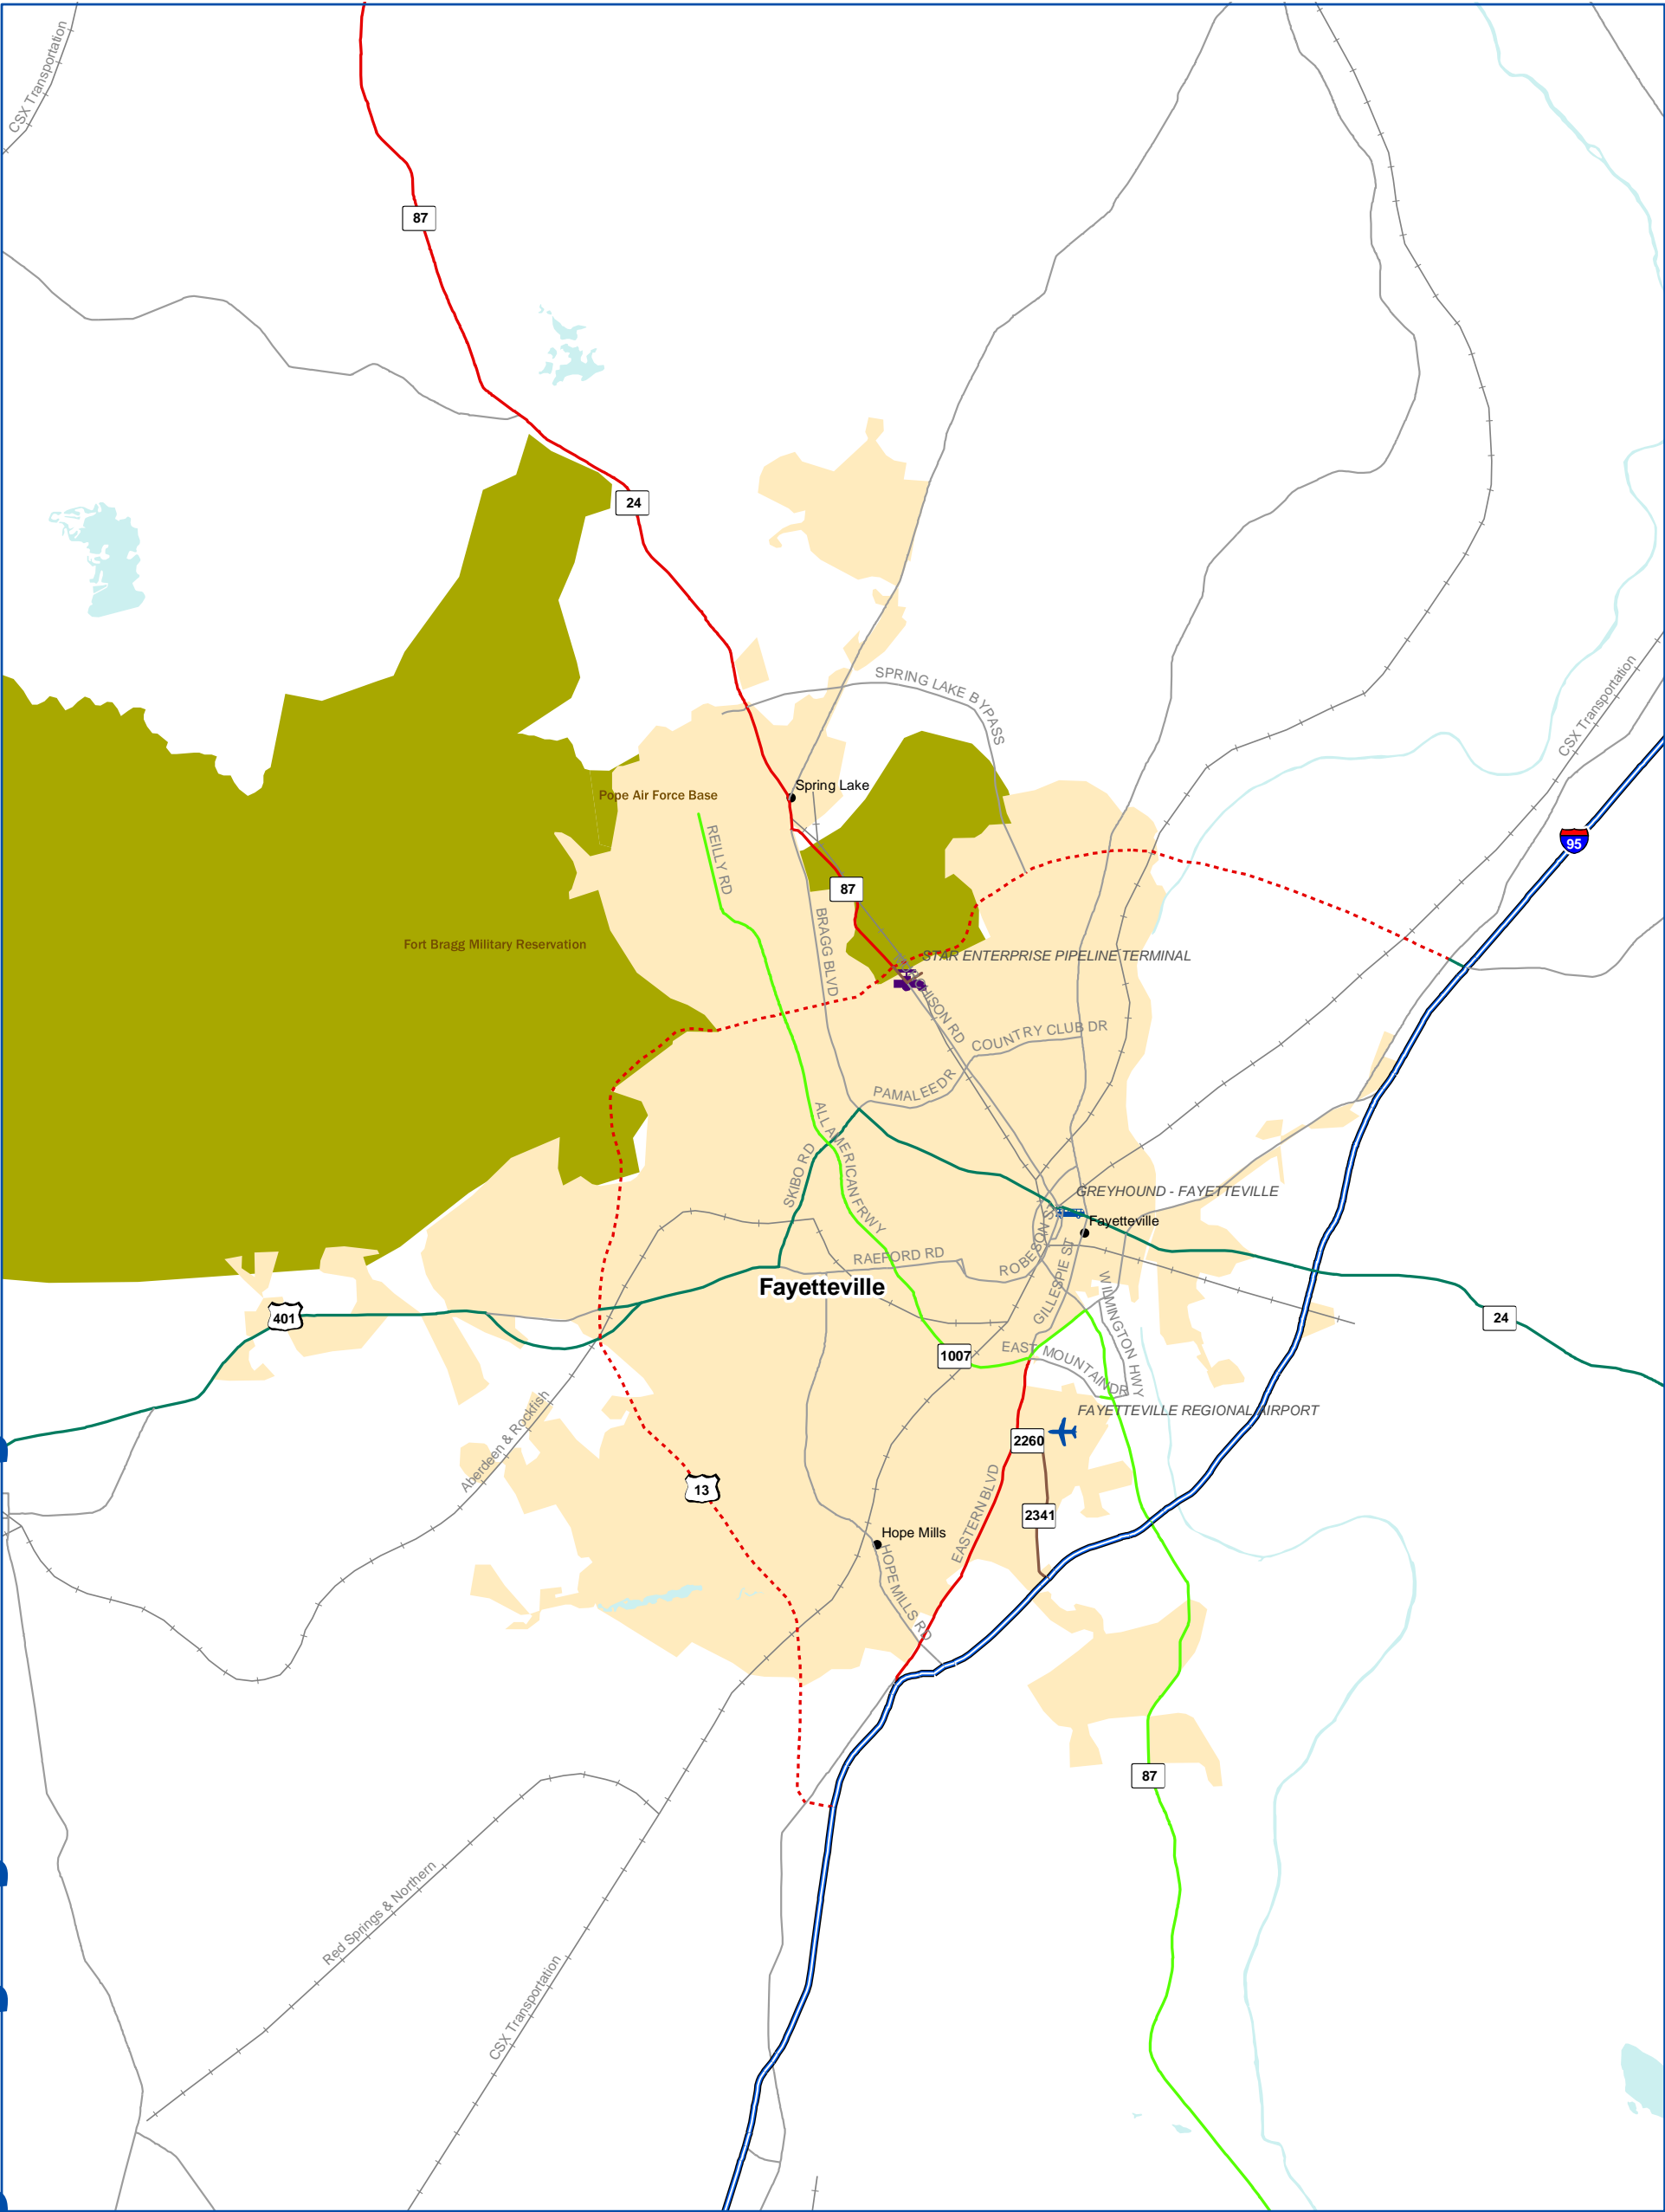 CSX Transportation
87
24
SPRING LAKE BYPASS
CSX Transportation
Spring Lake
Pope Air Force Base
REILLY RD
95
87
BRAGG BLVD
Fort Bragg Military Reservation
STAR ENTERPRISE PIPELINE TERMINAL
COUNTRY CLUB DR
PAMALEE DR
ALL AMERICAN FRWY
SKIBO RD
GREYHOUND - FAYETTEVILLE
Fayetteville
ROBESON ST
RAEFORD RD
GILLESPIE ST
WILMINGTON HWY
Fayetteville
401
24
1007
EAST MOUNTAIN DR
FAYETTEVILLE REGIONAL AIRPORT
Aberdeen & Rockfish
2260
13
EASTERN BLVD
2341
Hope Mills
HOPE MILLS RD
87
Red Springs & Northern
CSX Transportation